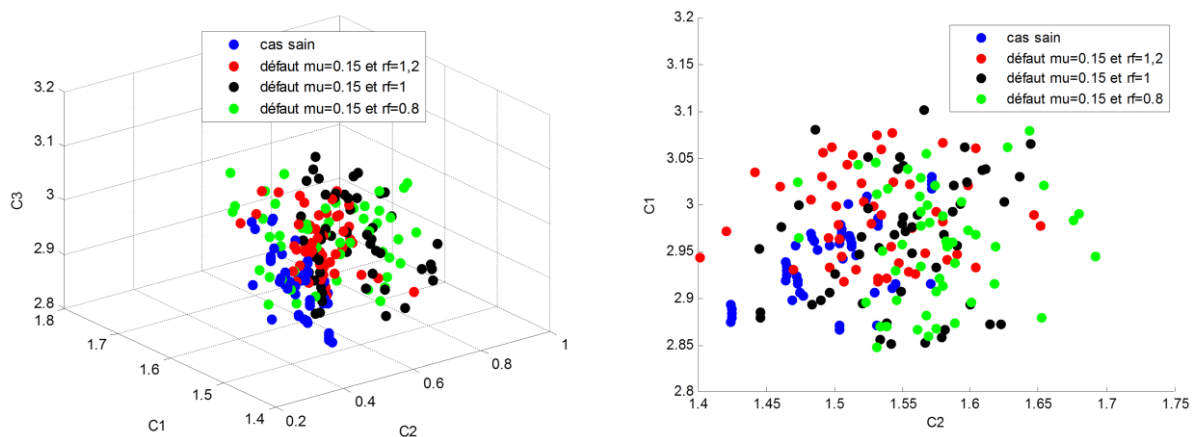 cas sain
défaut mu=0.15 et rf=1,2
défaut mu=0.15 et rf=1
défaut mu=0.15 et rf=0.8
3.2
3.1
3
2.9
2.8
C3
1.8
1.7
1.6
1.5
1.4
C1
0.2
0.4
0.6
0.8
1
C2
cas sain
défaut mu=0.15 et rf=1,2
défaut mu=0.15 et rf=1
défaut mu=0.15 et rf=0.8
3.2
3.15
3.1
3.05
3
2.95
2.9
2.85
2.8
C1
1.4
1.45
1.5
1.55
1.6
1.65
1.7
1.75
C2